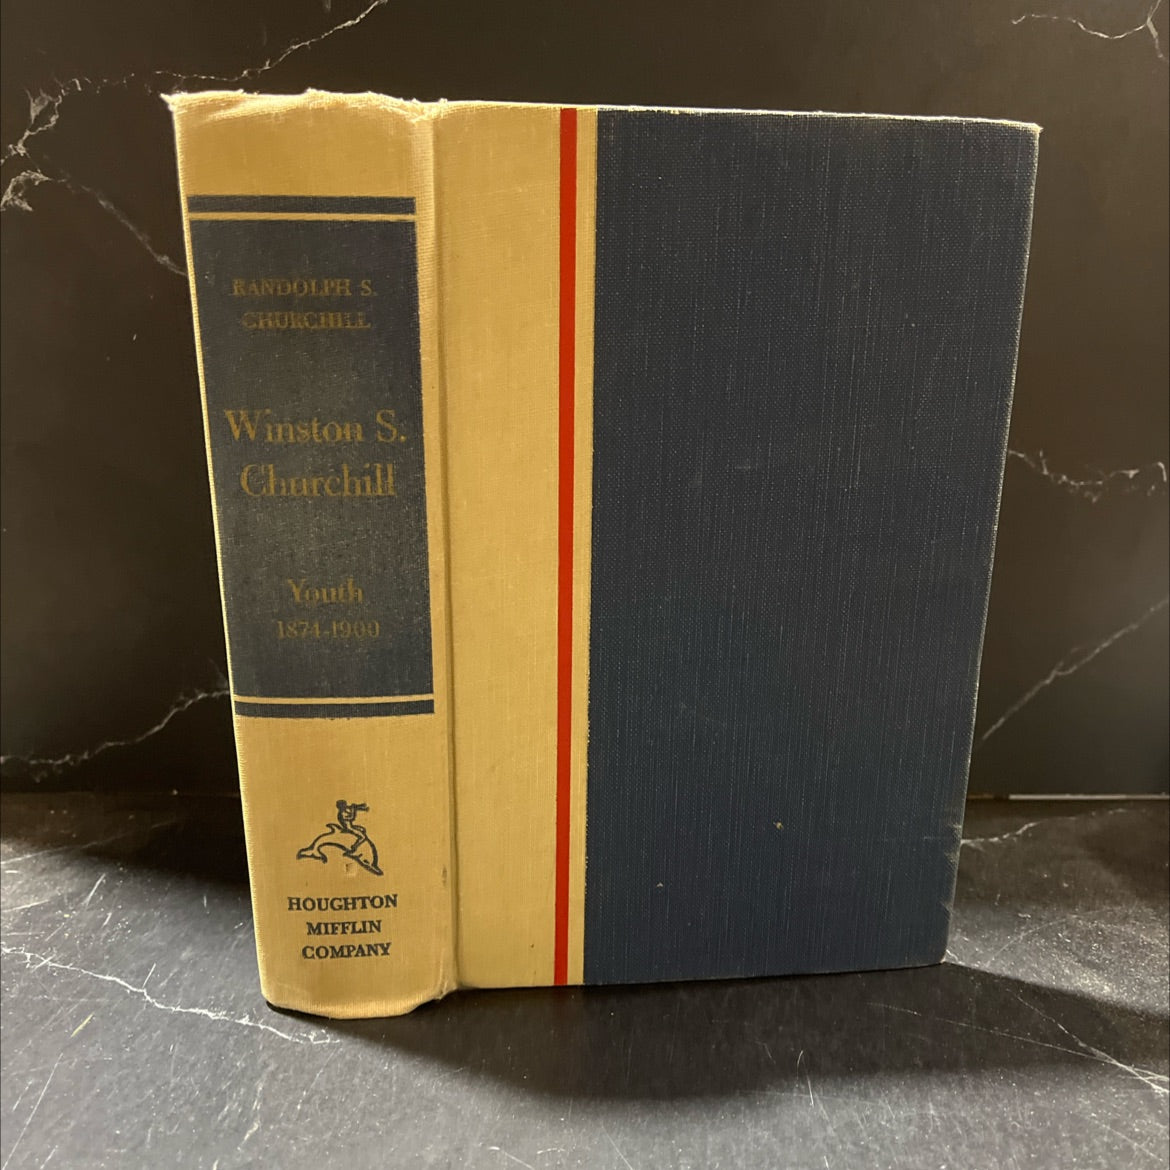 RANDOLPH S.
CHURCHILL
Winston S.
Churchill
Youth
1874-1900
HOUGHTON
MIFFLIN
COMPANY